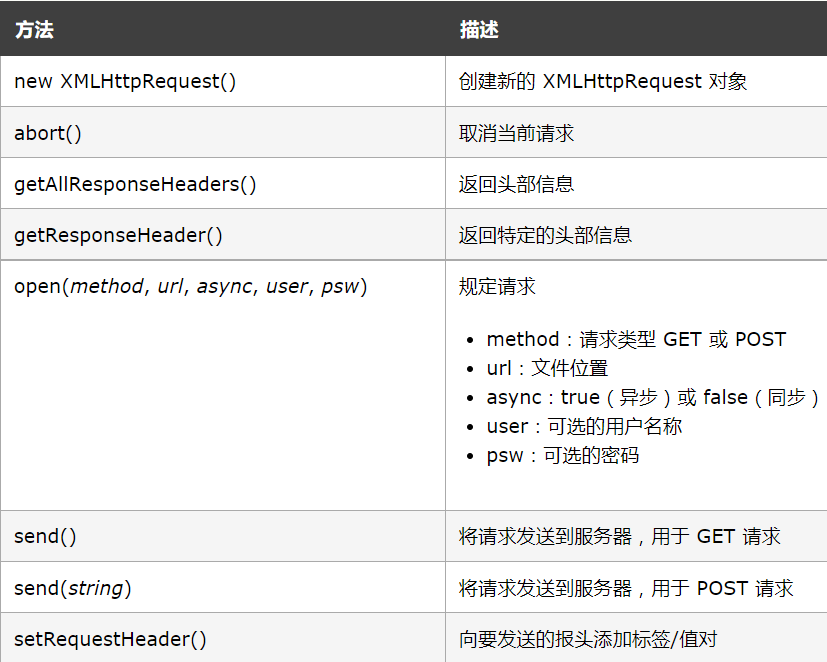 方法 描述
new XMLHttpRequest() 创建新的 XMLHttpRequest 对象
abort() 取消当前请求
getAllResponseHeaders() 返回头部信息
getResponseHeader() 返回特定的头部信息
open(method, url, async, user, psw) 规定请求
• method：请求类型 GET 或 POST
• url：文件位置
• async：true（异步）或 false（同步）
• user：可选的用户名称
• psw：可选的密码
send() 将请求发送到服务器，用于 GET 请求
send(string) 将请求发送到服务器，用于 POST 请求
setRequestHeader() 向要发送的报头添加标签/值对